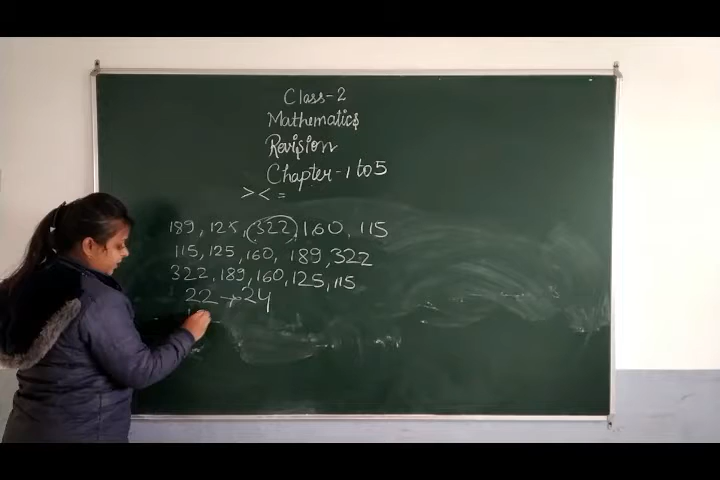 Class-2
Mathematics
Revision
Chapter-1 to 5
> < =
189, 125, 322, 160, 115
115, 125, 160, 189, 322
322, 189, 160, 125, 115
22 → 24